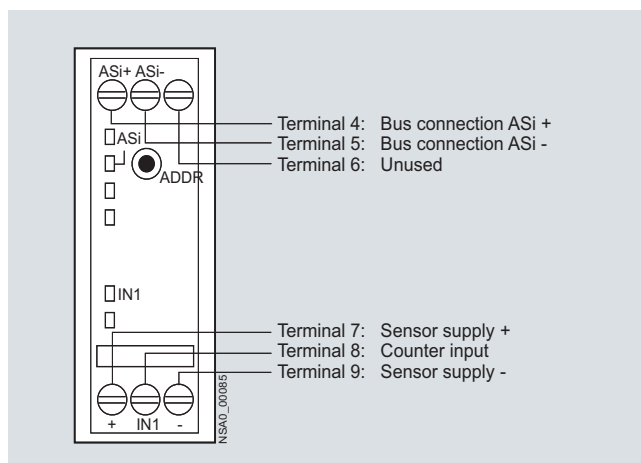 ASi+ ASi-
Terminal 4: Bus connection ASi +
Terminal 5: Bus connection ASi -
Terminal 6: Unused
ASi
ADDR
IN1
Terminal 7: Sensor supply +
Terminal 8: Counter input
Terminal 9: Sensor supply -
NSA0_00085
+ IN1 -